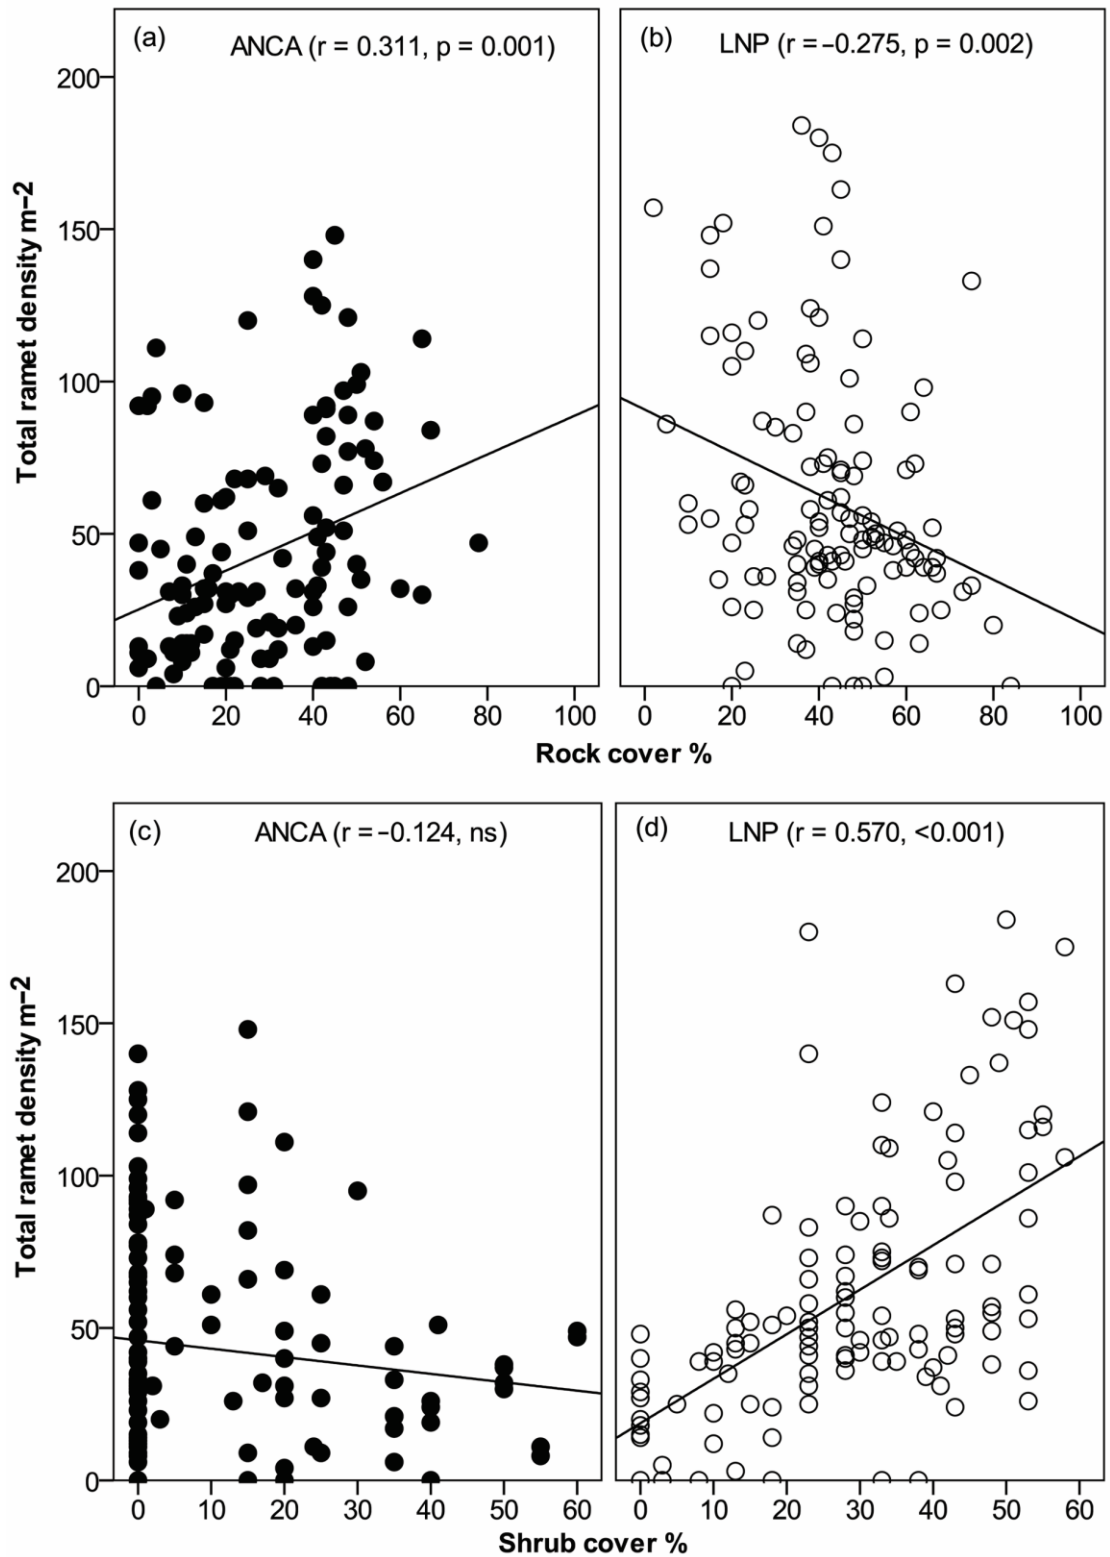 (a) ANCA (r = 0.311, p = 0.001)
(b) LNP (r = −0.275, p = 0.002)
Total ramet density m−2
200
150
100
50
0
0 20 40 60 80 100
0 20 40 60 80 100
Rock cover %
(c) ANCA (r = −0.124, ns)
(d) LNP (r = 0.570, <0.001)
Total ramet density m−2
200
150
100
50
0
0 10 20 30 40 50 60
0 10 20 30 40 50 60
Shrub cover %